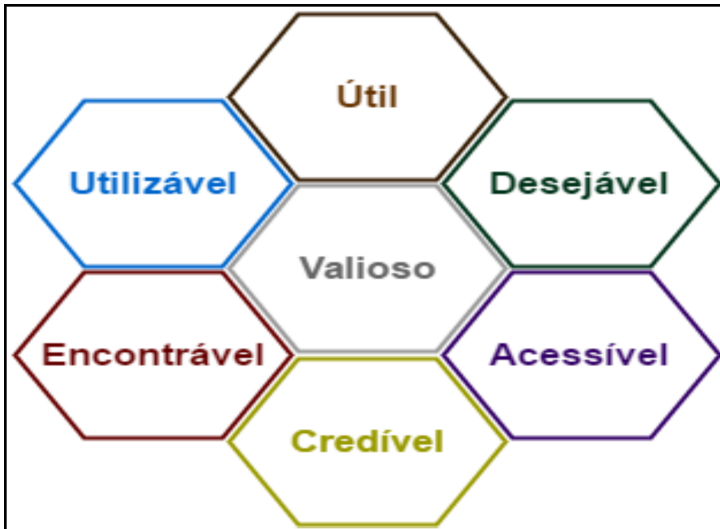 Útil
Utilizável
Desejável
Valioso
Encontrável
Acessível
Credível